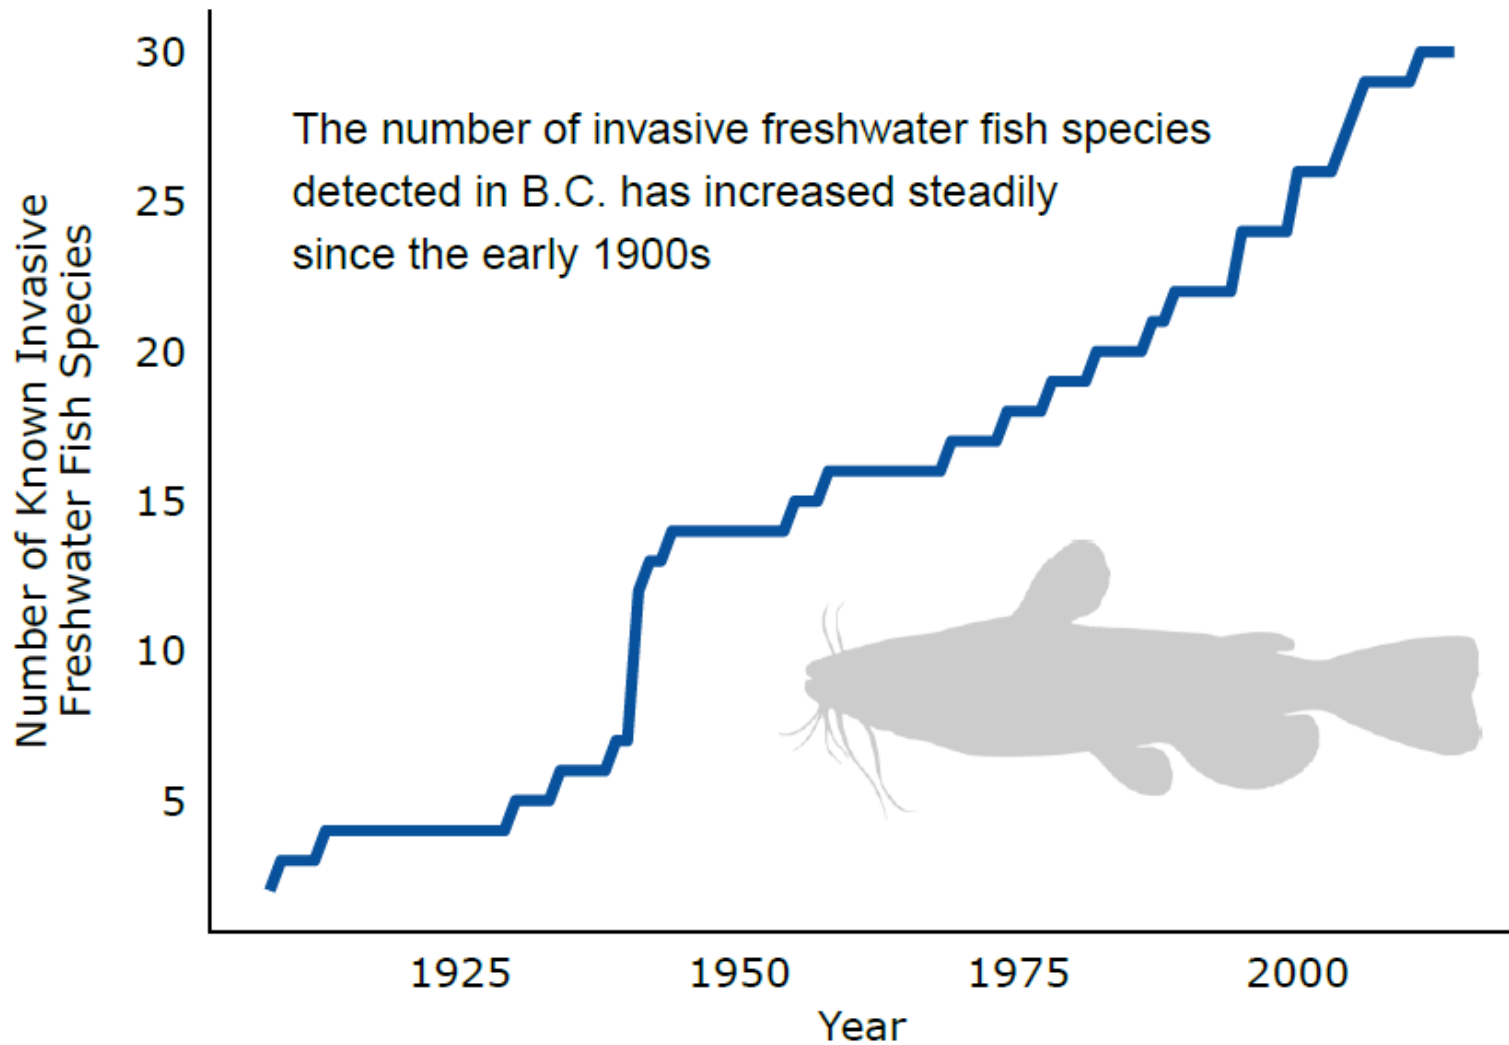 30
The number of invasive freshwater fish species
detected in B.C. has increased steadily
since the early 1900s
25
20
15
10
5
Number of Known Invasive
Freshwater Fish Species
1925 1950 1975 2000
Year